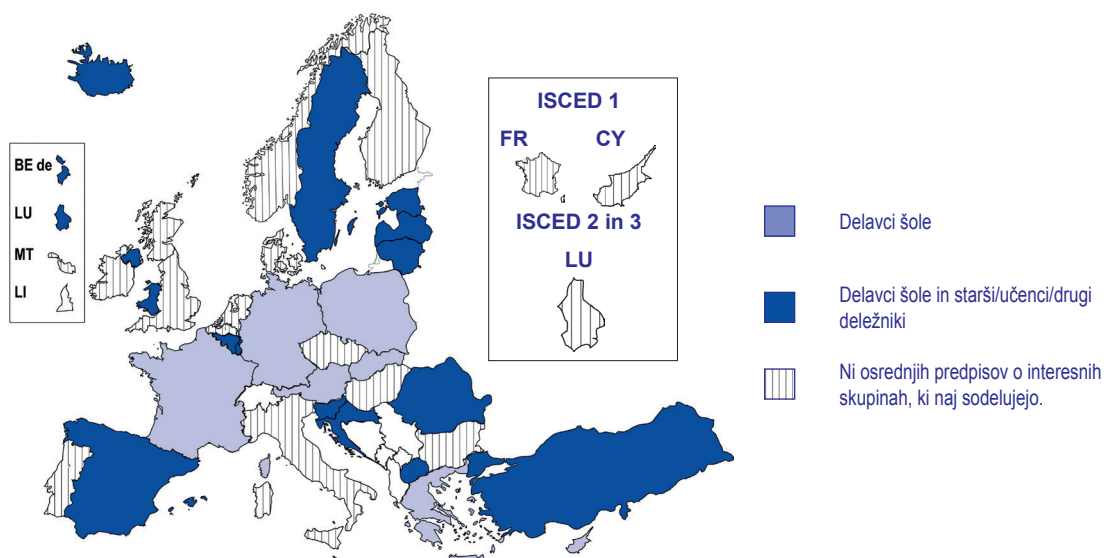 BE de
LU
MT
LI
ISCED 1
FR CY
ISCED 2 in 3
LU
Delavci šole
Delavci šole in starši/učenci/drugi
deležniki
Ni osrednjih predpisov o interesnih
skupinah, ki naj sodelujejo.